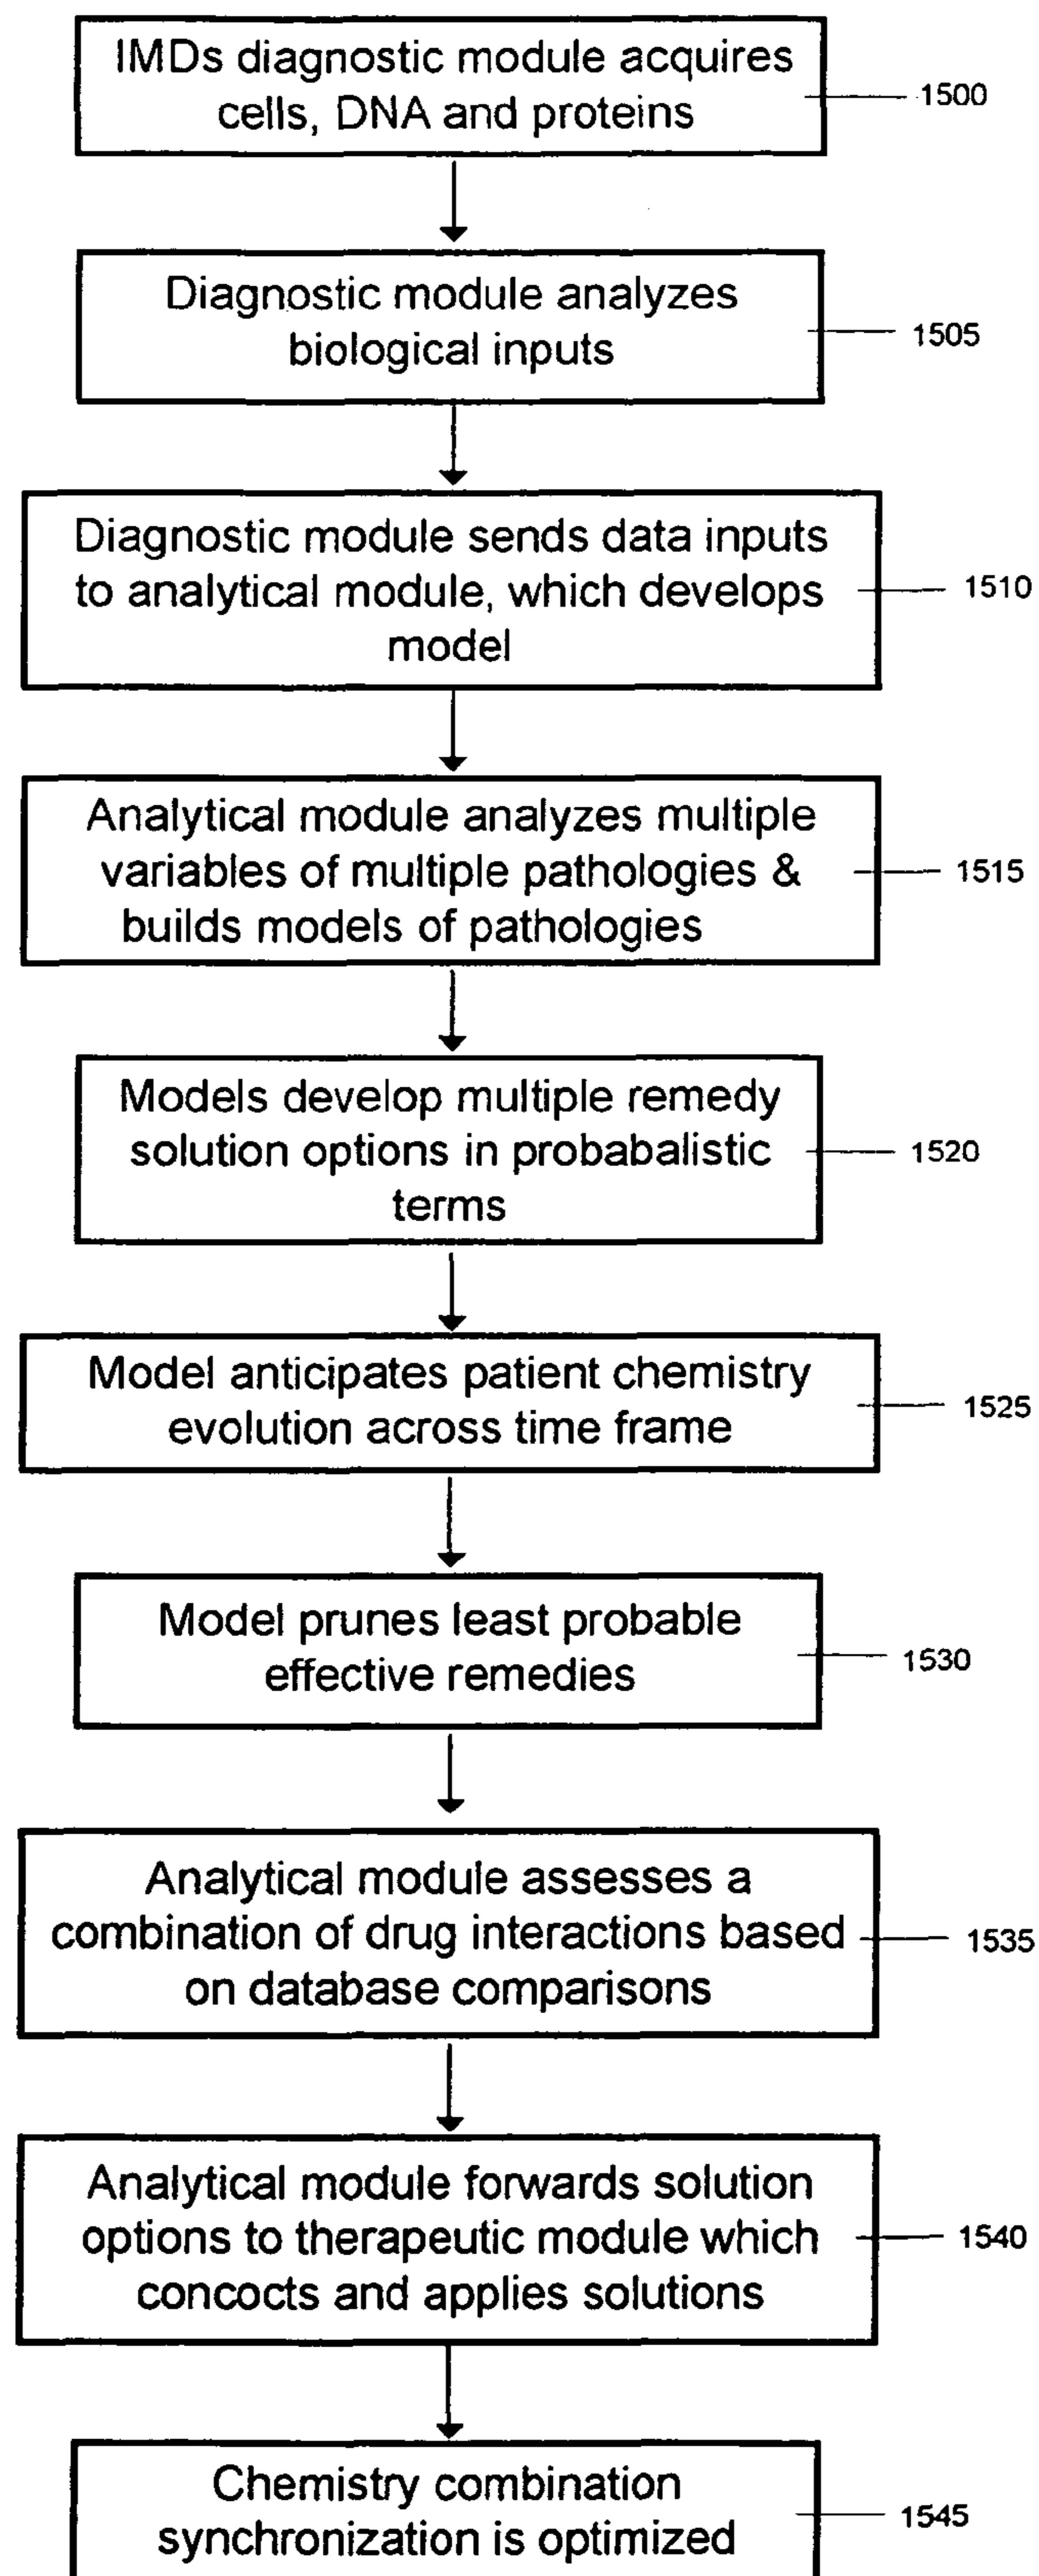 IMDs diagnostic module acquires
cells, DNA and proteins
1500
Diagnostic module analyzes
biological inputs
1505
Diagnostic module sends data inputs
to analytical module, which develops
model
1510
Analytical module analyzes multiple
variables of multiple pathologies &
builds models of pathologies
1515
Models develop multiple remedy
solution options in probabalistic
terms
1520
Model anticipates patient chemistry
evolution across time frame
1525
Model prunes least probable
effective remedies
1530
Analytical module assesses a
combination of drug interactions based
on database comparisons
1535
Analytical module forwards solution
options to therapeutic module which
concocts and applies solutions
1540
Chemistry combination
synchronization is optimized
1545